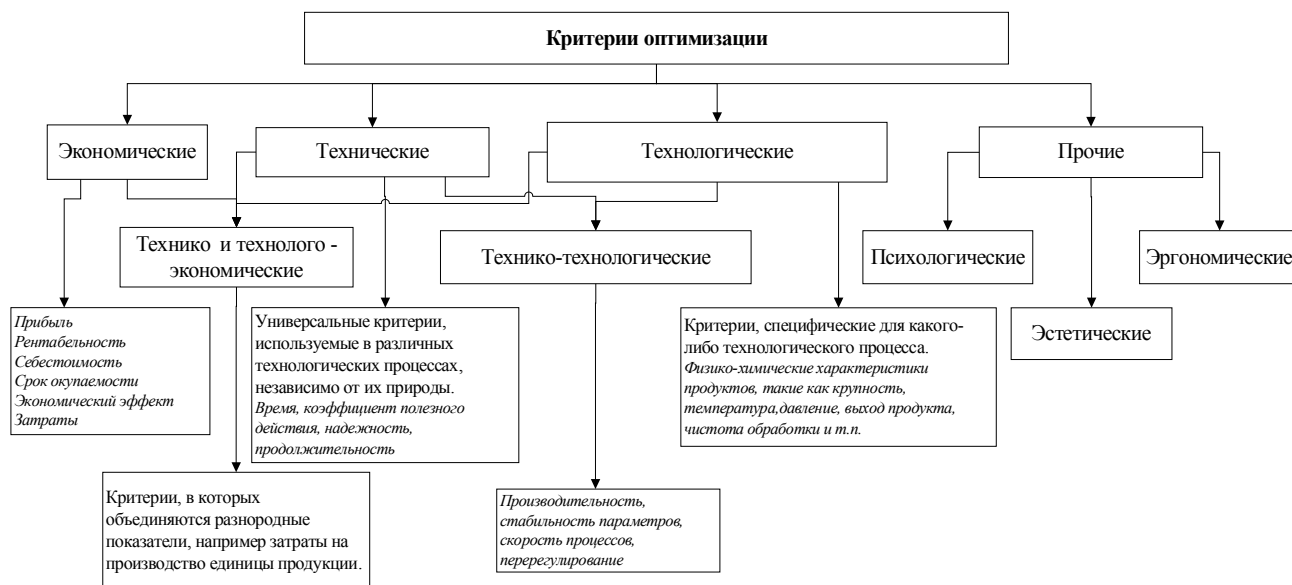 Критерии оптимизации
Экономические
Технические
Технологические
Прочие
Технико и технолого -
экономические
Технико-технологические
Психологические
Эргономические
Эстетические
Прибыль
Рентабельность
Себестоимость
Срок окупаемости
Экономический эффект
Затраты
Универсальные критерии,
используемые в различных
технологических процессах,
независимо от их природы.
Время, коэффициент полезного
действия, надежность,
продолжительность
Критерии, специфические для какого-
либо технологического процесса.
Физико-химические характеристики
продуктов, такие как крупность,
температура,давление, выход продукта,
чистота обработки и т.п.
Критерии, в которых
объединяются разнородные
показатели, например затраты на
производство единицы продукции.
Производительность,
стабильность параметров,
скорость процессов,
перерегулирование